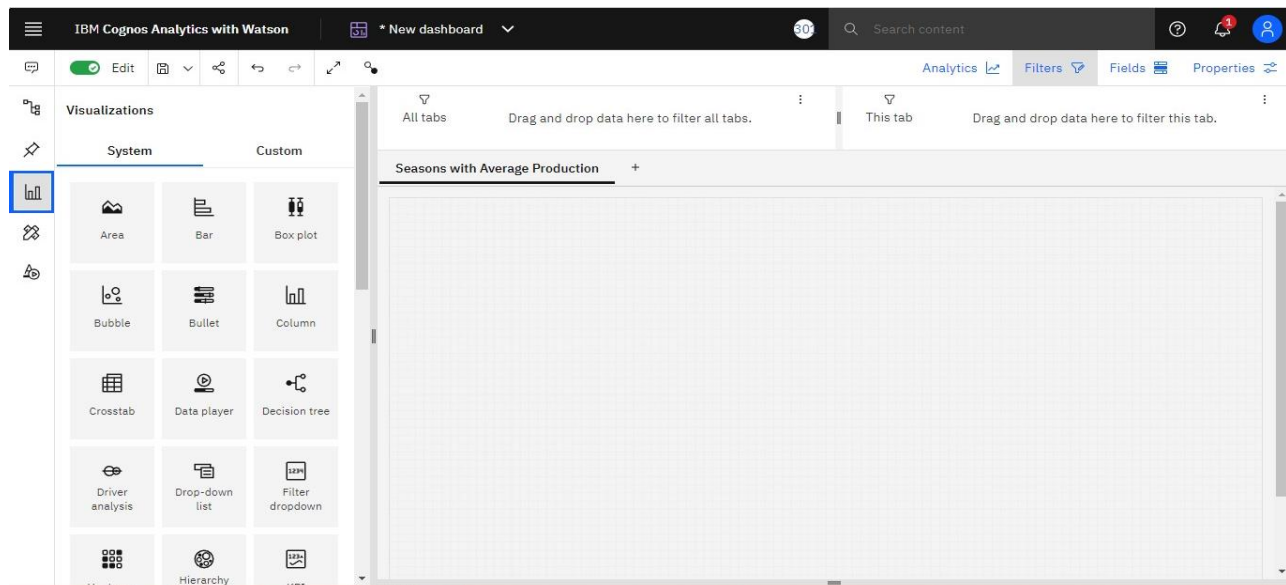 IBM Cognos Analytics with Watson
* New dashboard
301
Search content
1
Edit
Analytics
Filters
Fields
Properties
Visualizations
System
Custom
All tabs
Drag and drop data here to filter all tabs.
This tab
Drag and drop data here to filter this tab.
Seasons with Average Production
+
Area
Bar
Box plot
Bubble
Bullet
Column
Crosstab
Data player
Decision tree
Driver
analysis
Drop-down
list
1234
Filter
dropdown
Hierarchy